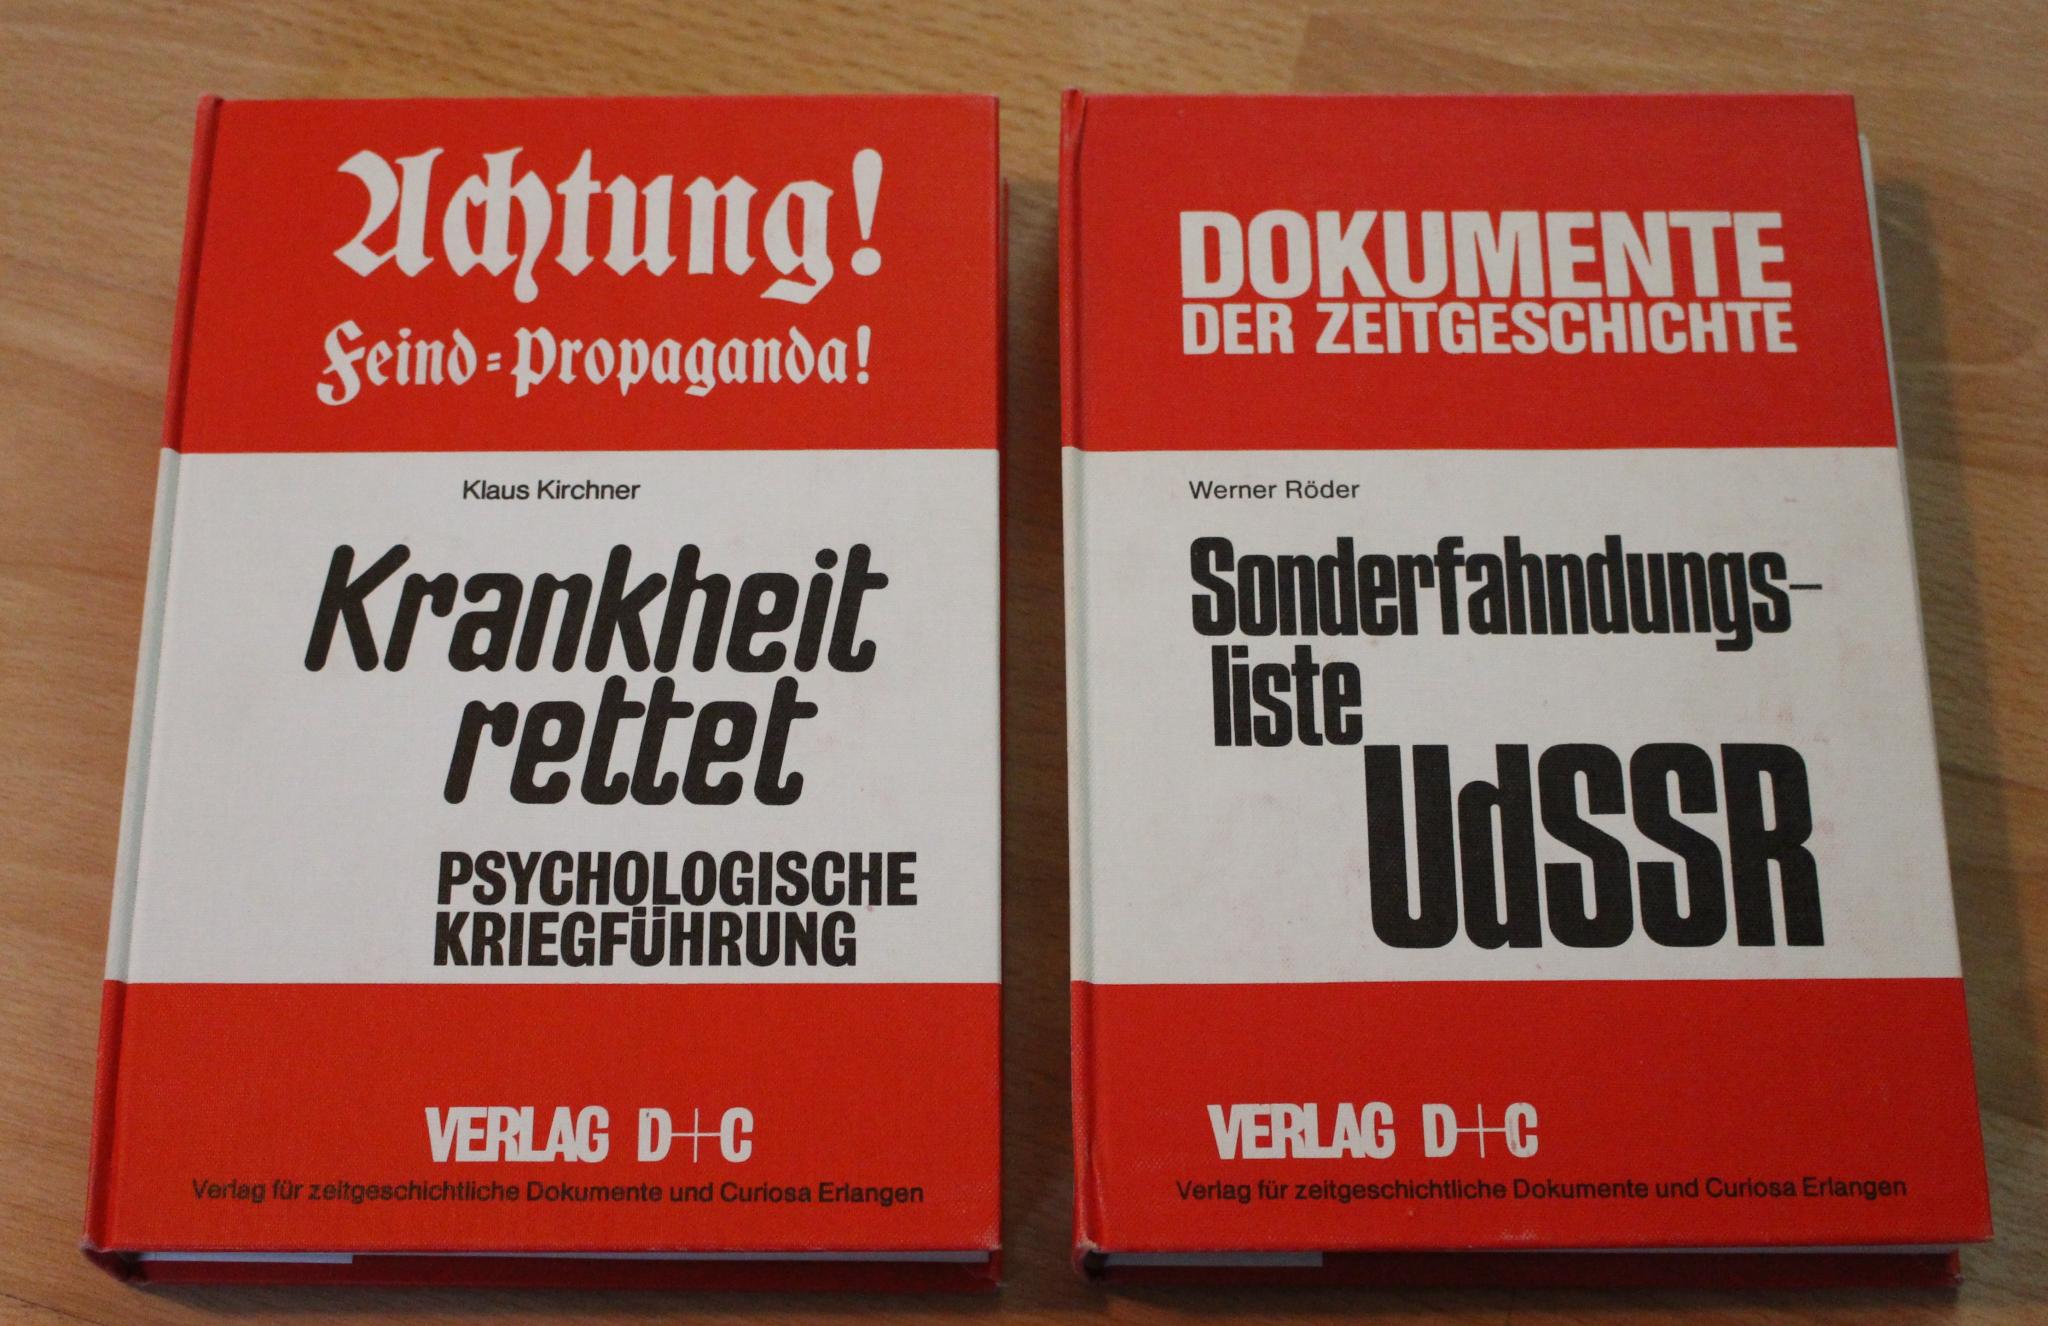 Achtung!
Feind=Propaganda!
Klaus Kirchner
Krankheit
rettet
PSYCHOLOGISCHE
KRIEGFÜHRUNG
VERLAG D+C
Verlag für zeitgeschichtliche Dokumente und Curiosa Erlangen
DOKUMENTE
DER ZEITGESCHICHTE
Werner Röder
Sonderfahndungs-
liste
UdSSR
VERLAG D+C
Verlag für zeitgeschichtliche Dokumente und Curiosa Erlangen